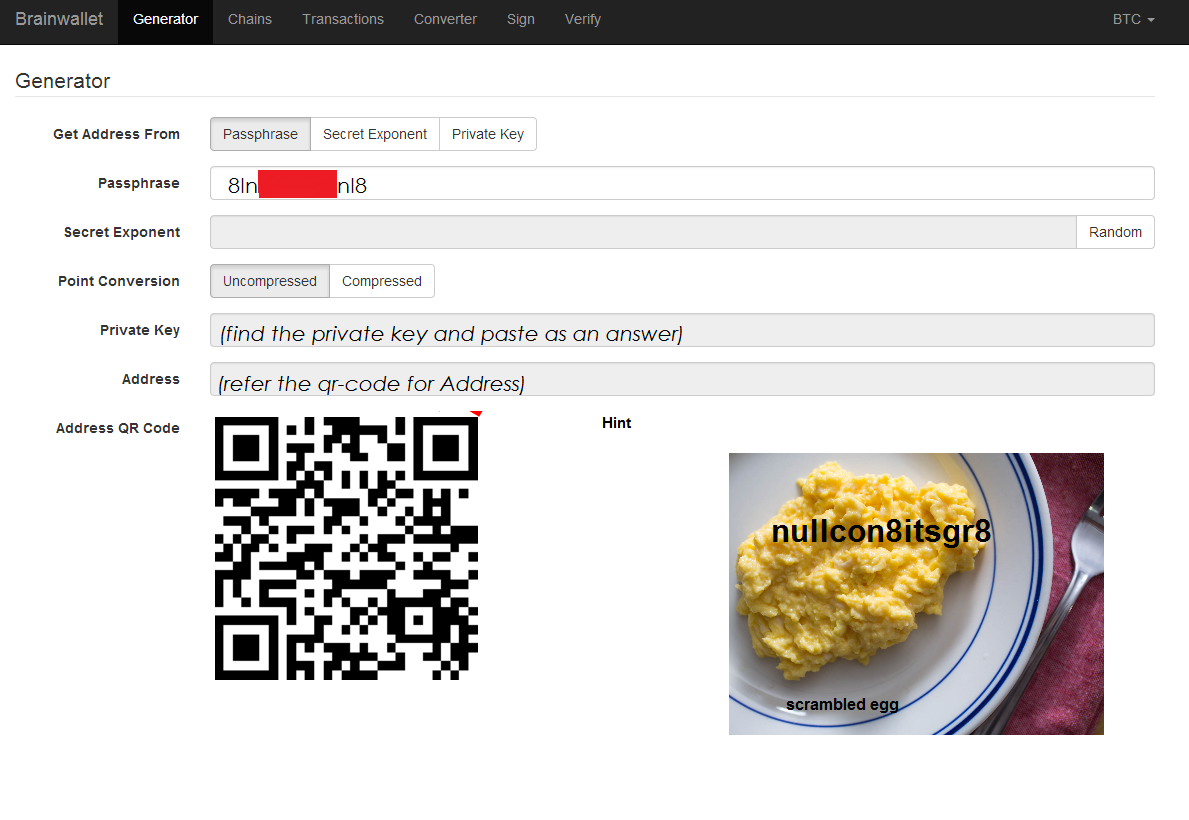 Brainwallet Generator Chains Transactions Converter Sign Verify BTC
Generator
Get Address From Passphrase Secret Exponent Private Key
Passphrase 8ln nl8
Secret Exponent Random
Point Conversion Uncompressed Compressed
Private Key (find the private key and paste as an answer)
Address (refer the qr-code for Address)
Address QR Code Hint
nullcon8itsgr8
scrambled egg